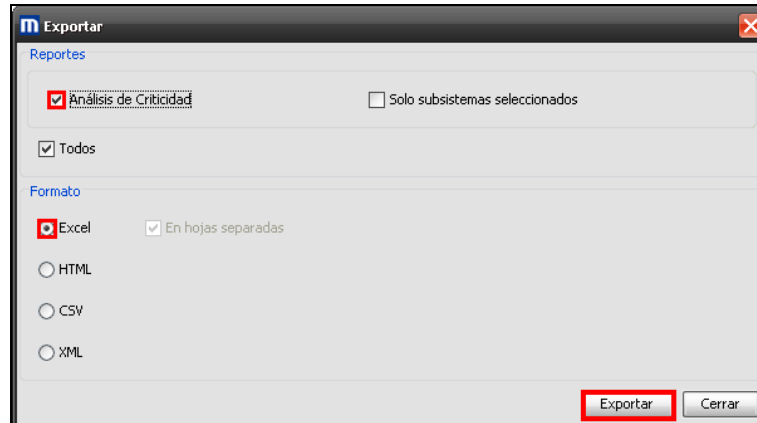 m Exportar
Reportes
Análisis de Criticidad
Solo subsistemas seleccionados
Todos
Formato
Excel
En hojas separadas
HTML
CSV
XML
Exportar
Cerrar